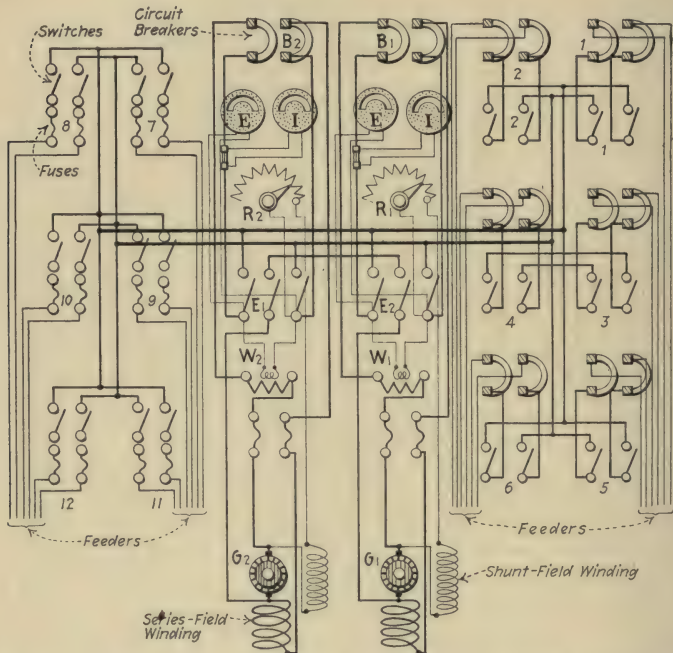 Circuit
Breakers
Switches
B2
B1
1
2
E
I
E
I
8
7
2
1
Fuses
R2
R1
10
9
E1
E2
4
3
W2
W1
12
11
6
5
Feeders
Feeders
G2
G1
Shunt-Field Winding
Series-Field
Winding